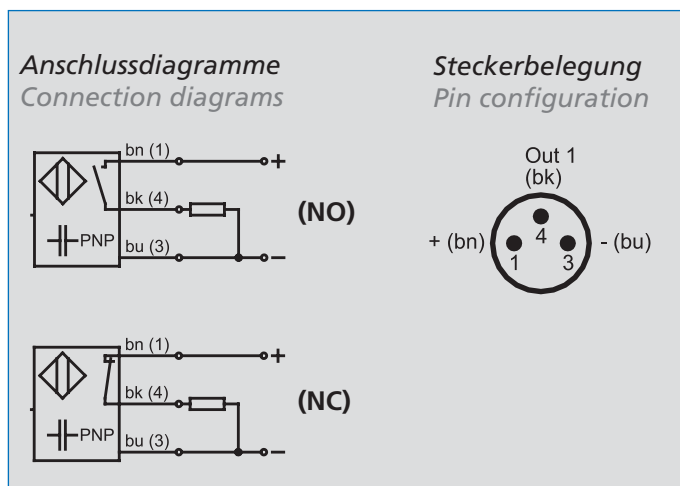 Anschlussdiagramme
Connection diagrams
bn (1)
+
bk (4)
(NO)
PNP
bu (3)
–
bn (1)
+
bk (4)
(NC)
PNP
bu (3)
–
Steckerbelegung
Pin configuration
Out 1
(bk)
+ (bn)
4
- (bu)
1
3